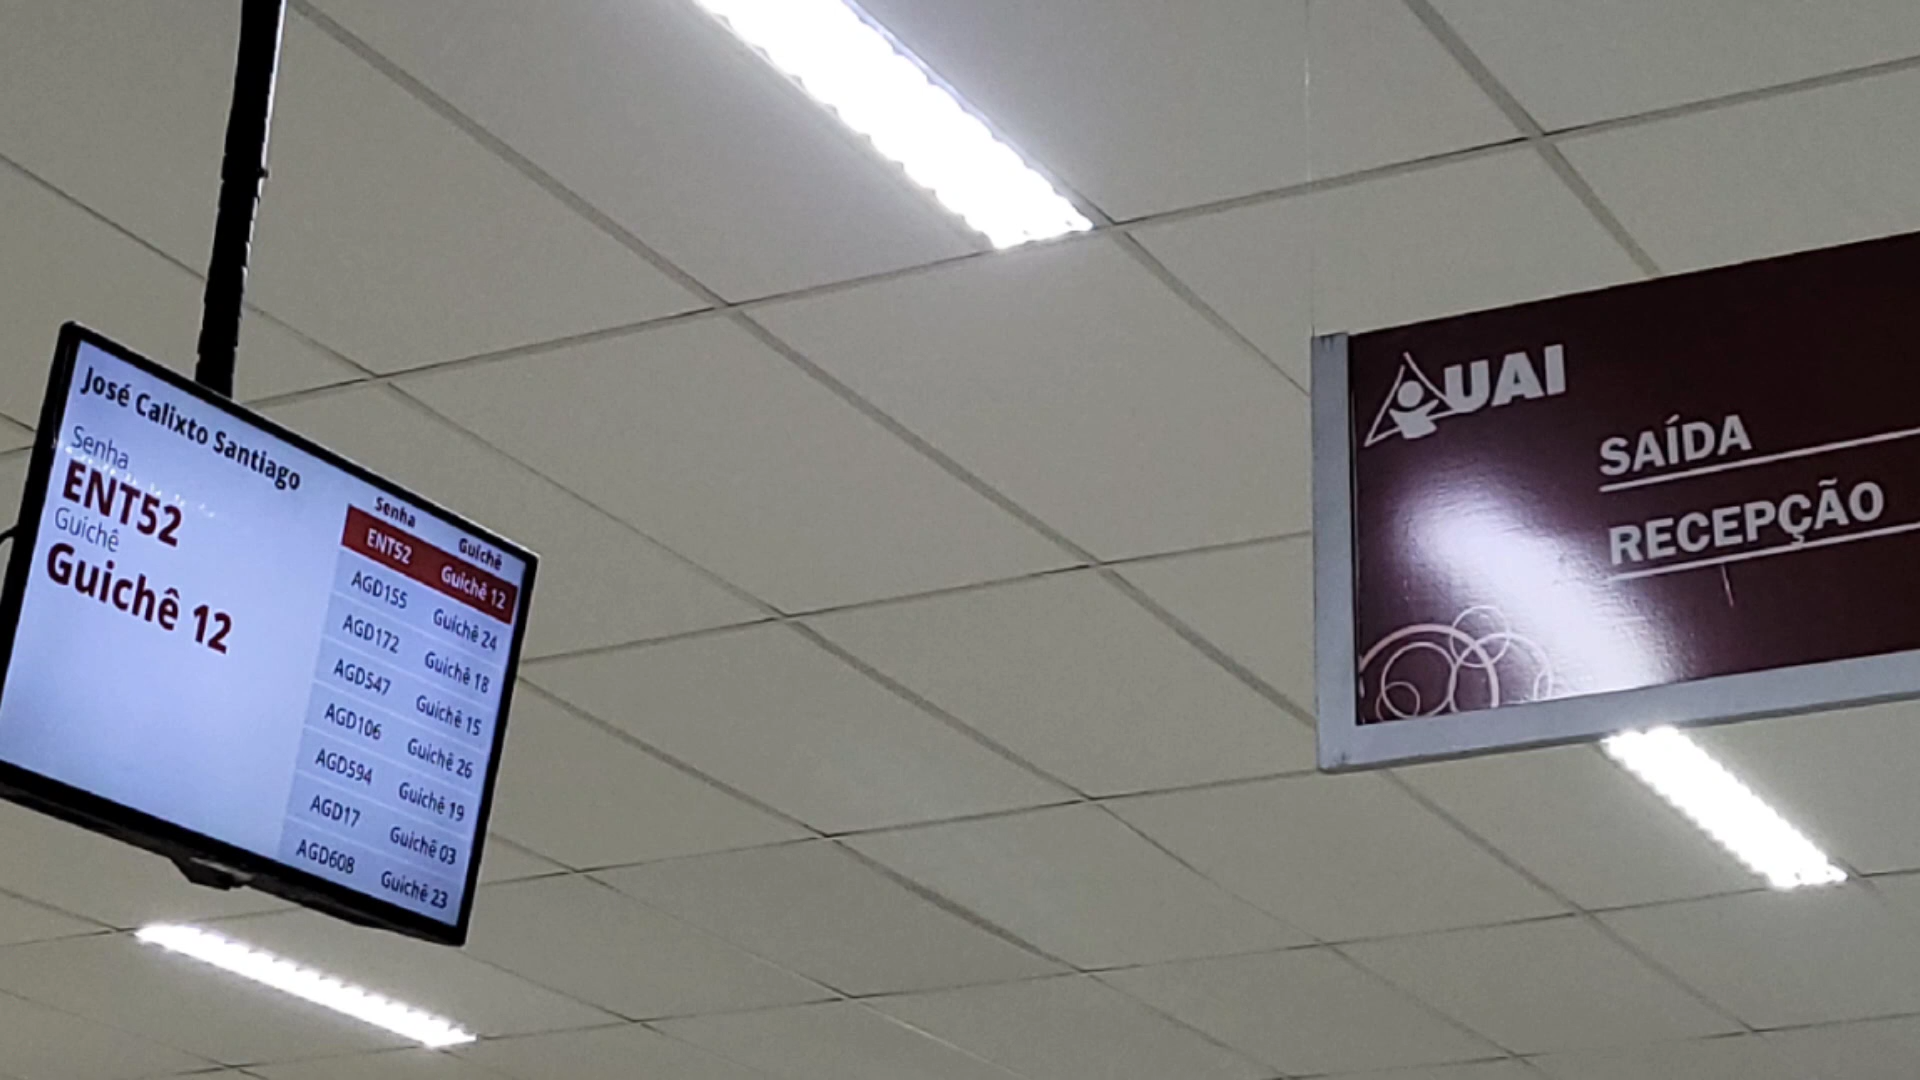 José Calixto Santiago
Senha
ENT52
Guichê
Guichê 12
Senha Guichê
ENT52 Guichê 12
AGD155 Guichê 24
AGD172 Guichê 18
AGD547 Guichê 15
AGD106 Guichê 26
AGD594 Guichê 19
AGD17 Guichê 03
AGD608 Guichê 23
UAI
SAÍDA
RECEPÇÃO